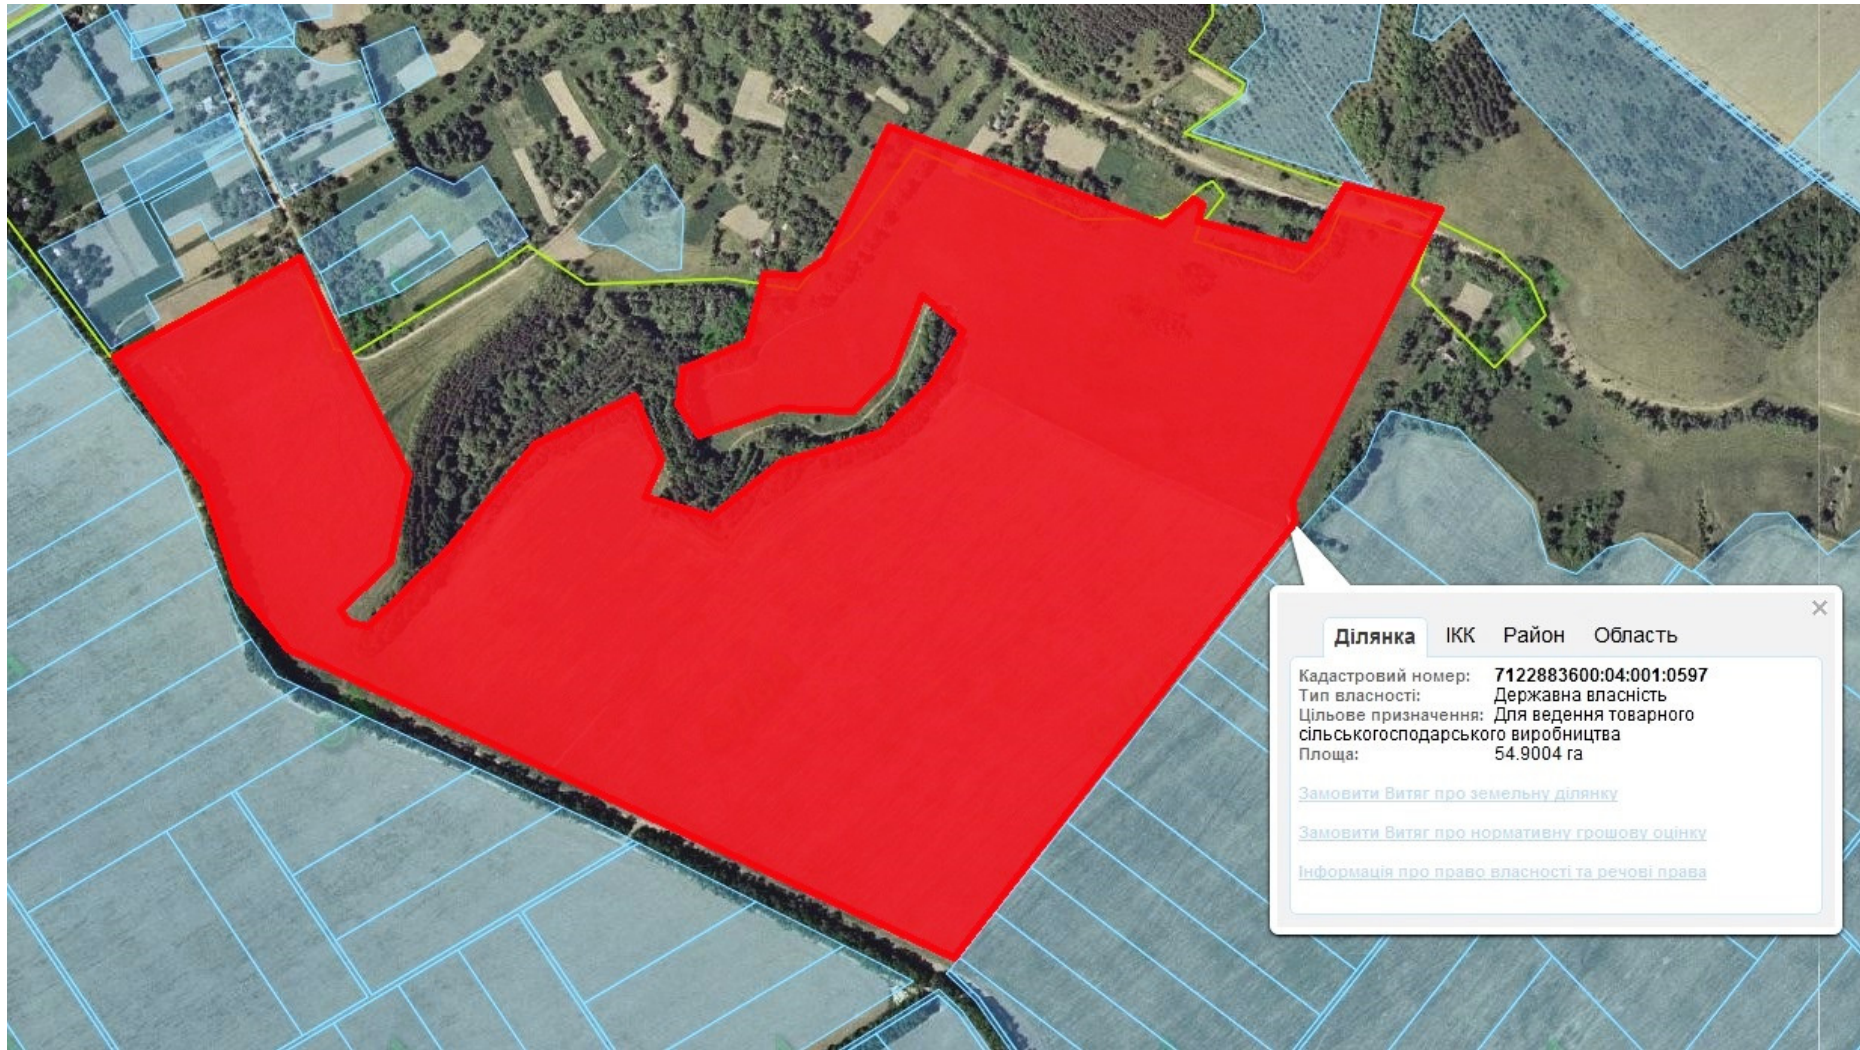 ×
Ділянка ІКК Район Область
Кадастровий номер: 7122883600:04:001:0597
Тип власності: Державна власність
Цільове призначення: Для ведення товарного
сільськогосподарського виробництва
Площа: 54.9004 га
Замовити Витяг про земельну ділянку
Замовити Витяг про нормативну грошову оцінку
Інформація про право власності та речові права